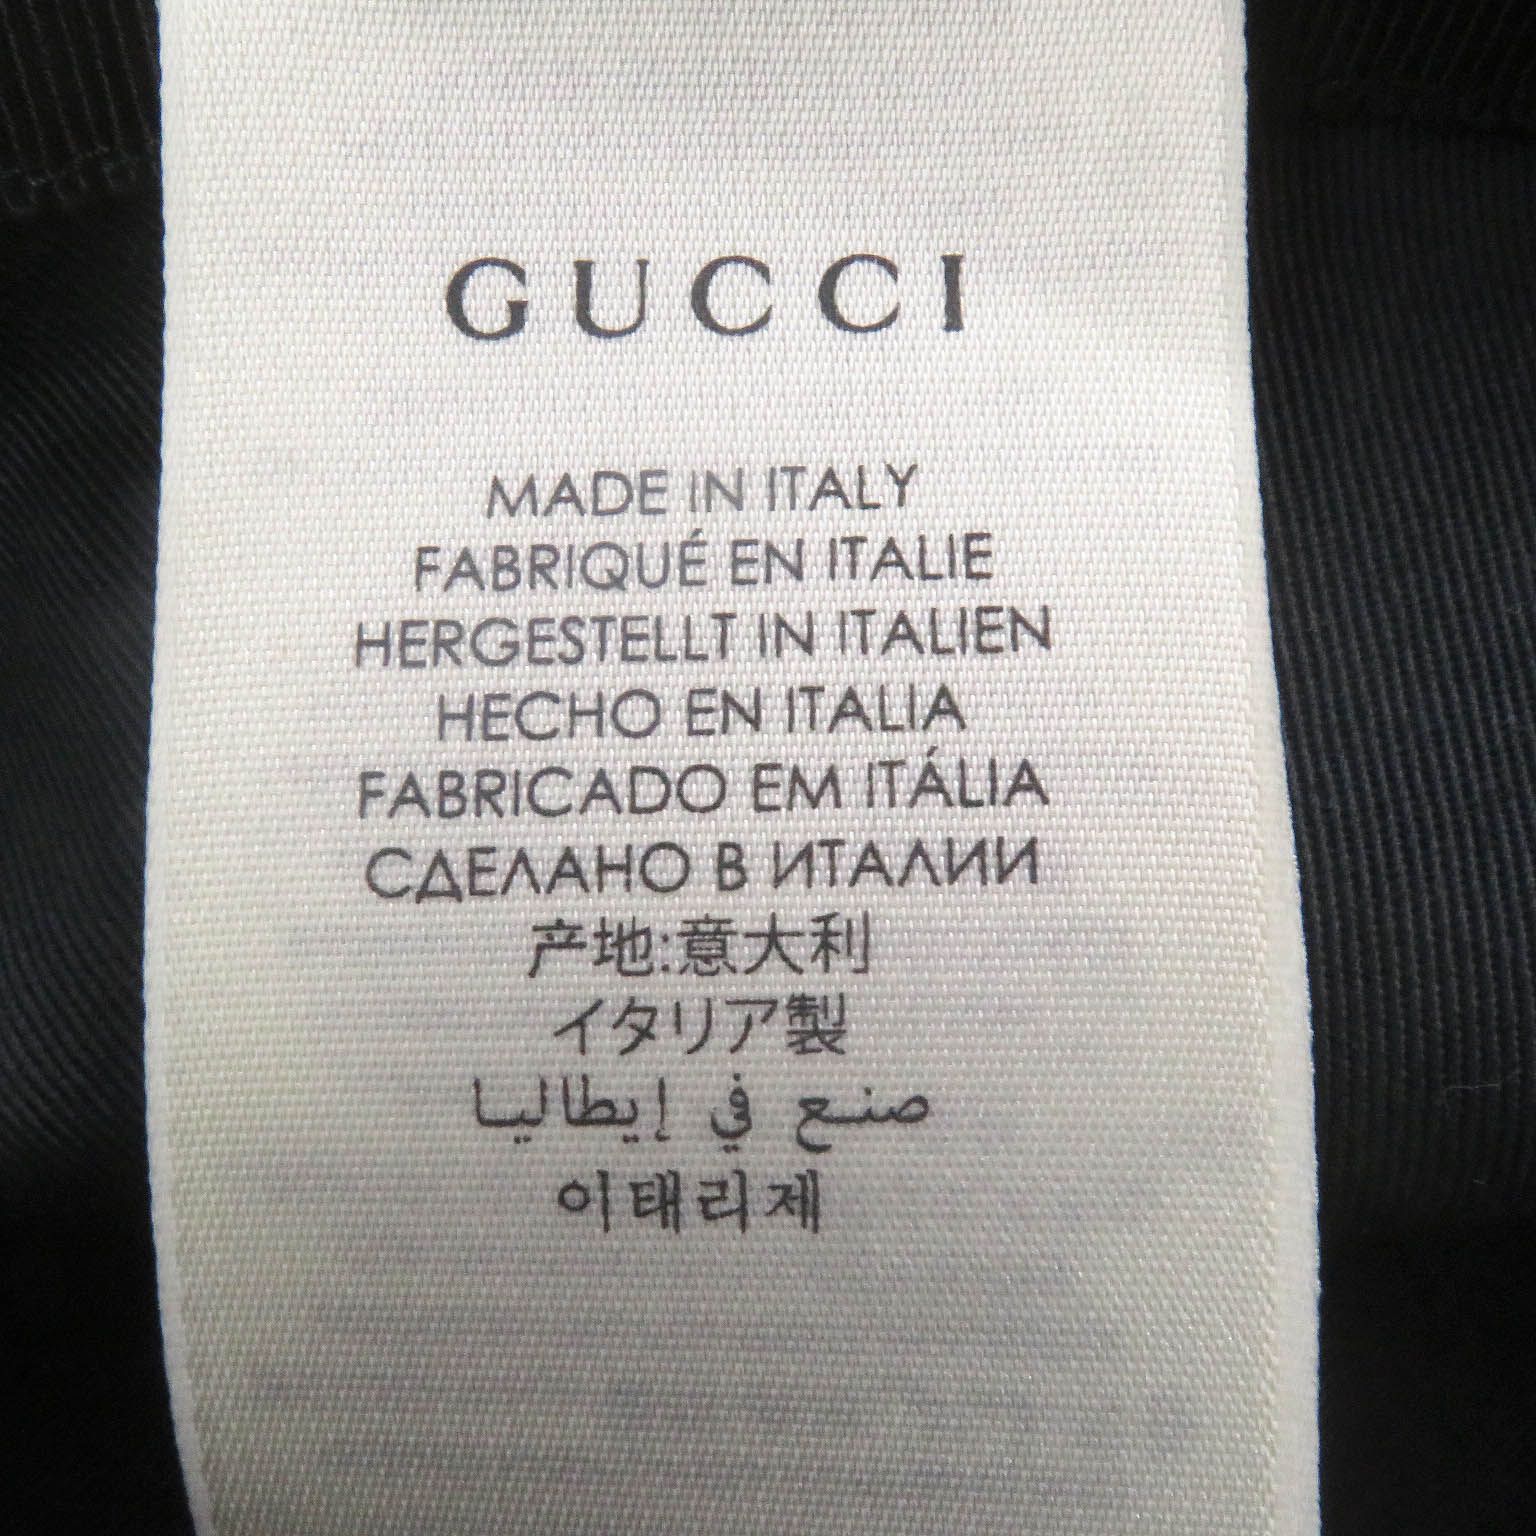 GUCCI
MADE IN ITALY
FABRIQUÉ EN ITALIE
HERGESTELLT IN ITALIEN
HECHO EN ITALIA
FABRICADO EM ITÁLIA
СДЕЛАНО В ИТАЛИИ
产地:意大利
イタリア製
صنع في إيطاليا
이태리제